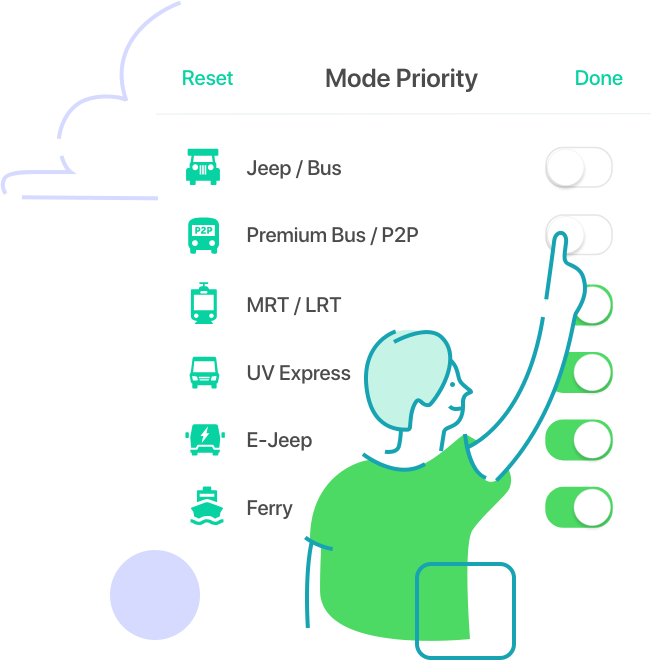 Reset Mode Priority Done
Jeep / Bus
P2P Premium Bus / P2P
MRT / LRT
UV Express
E-Jeep
Ferry